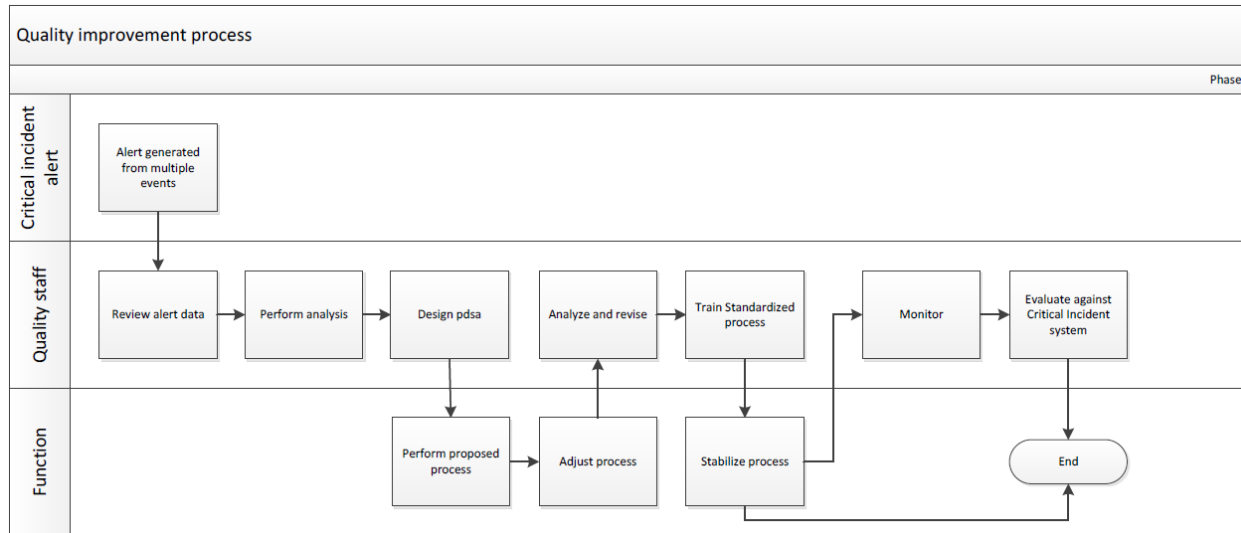 Quality improvement process
Phase
Critical incident
alert
Alert generated
from multiple
events
Quality staff
Review alert data
Perform analysis
Design pdsa
Analyze and revise
Train Standardized
process
Monitor
Evaluate against
Critical Incident
system
Function
Perform proposed
process
Adjust process
Stabilize process
End